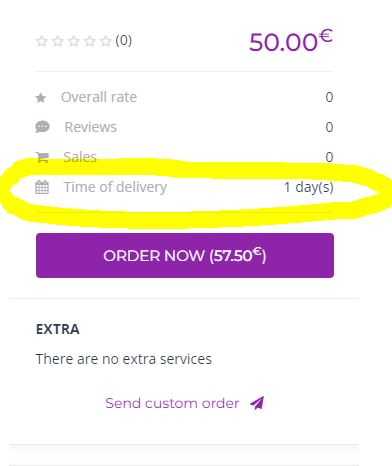 (0) 50.00€
Overall rate 0
Reviews 0
Sales 0
Time of delivery 1 day(s)
ORDER NOW (57.50€)
EXTRA
There are no extra services
Send custom order